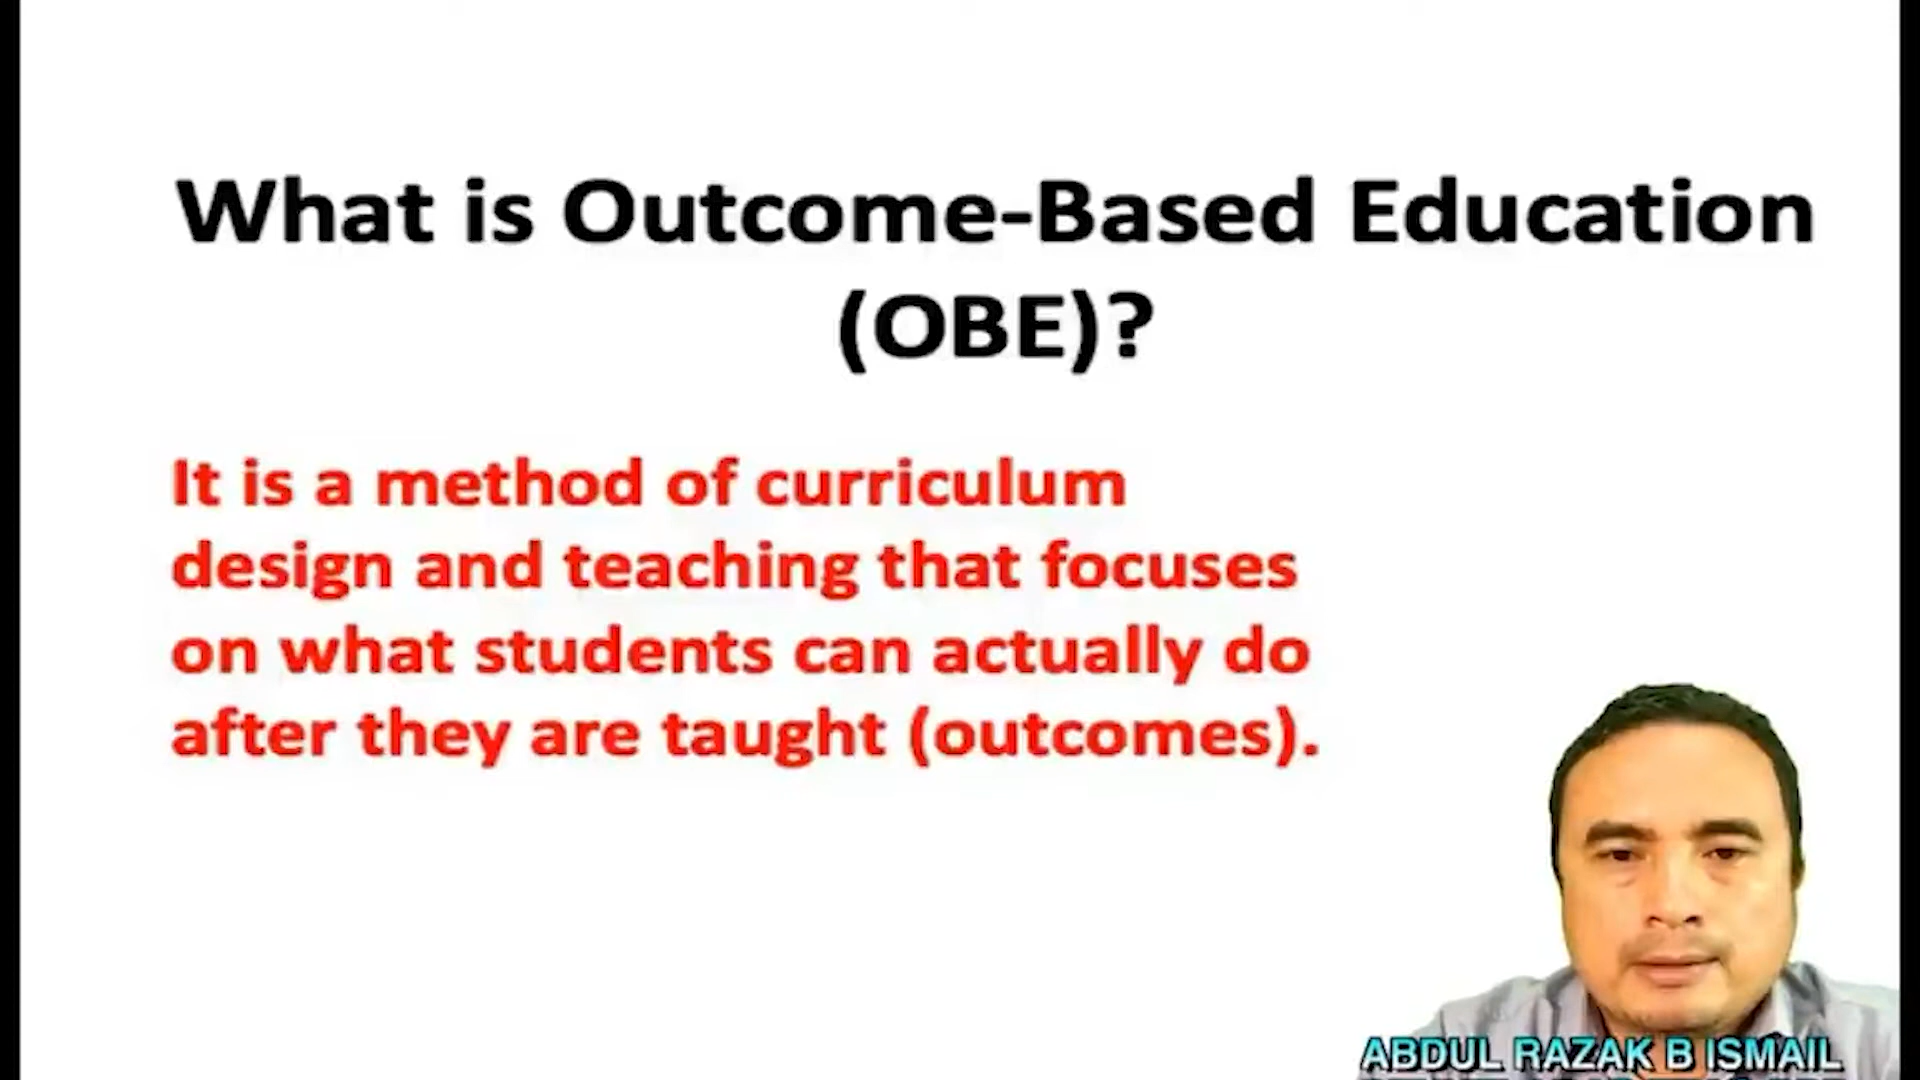 What is Outcome-Based Education
(OBE)?
It is a method of curriculum
design and teaching that focuses
on what students can actually do
after they are taught (outcomes).
ABDUL RAZAK B ISMAIL